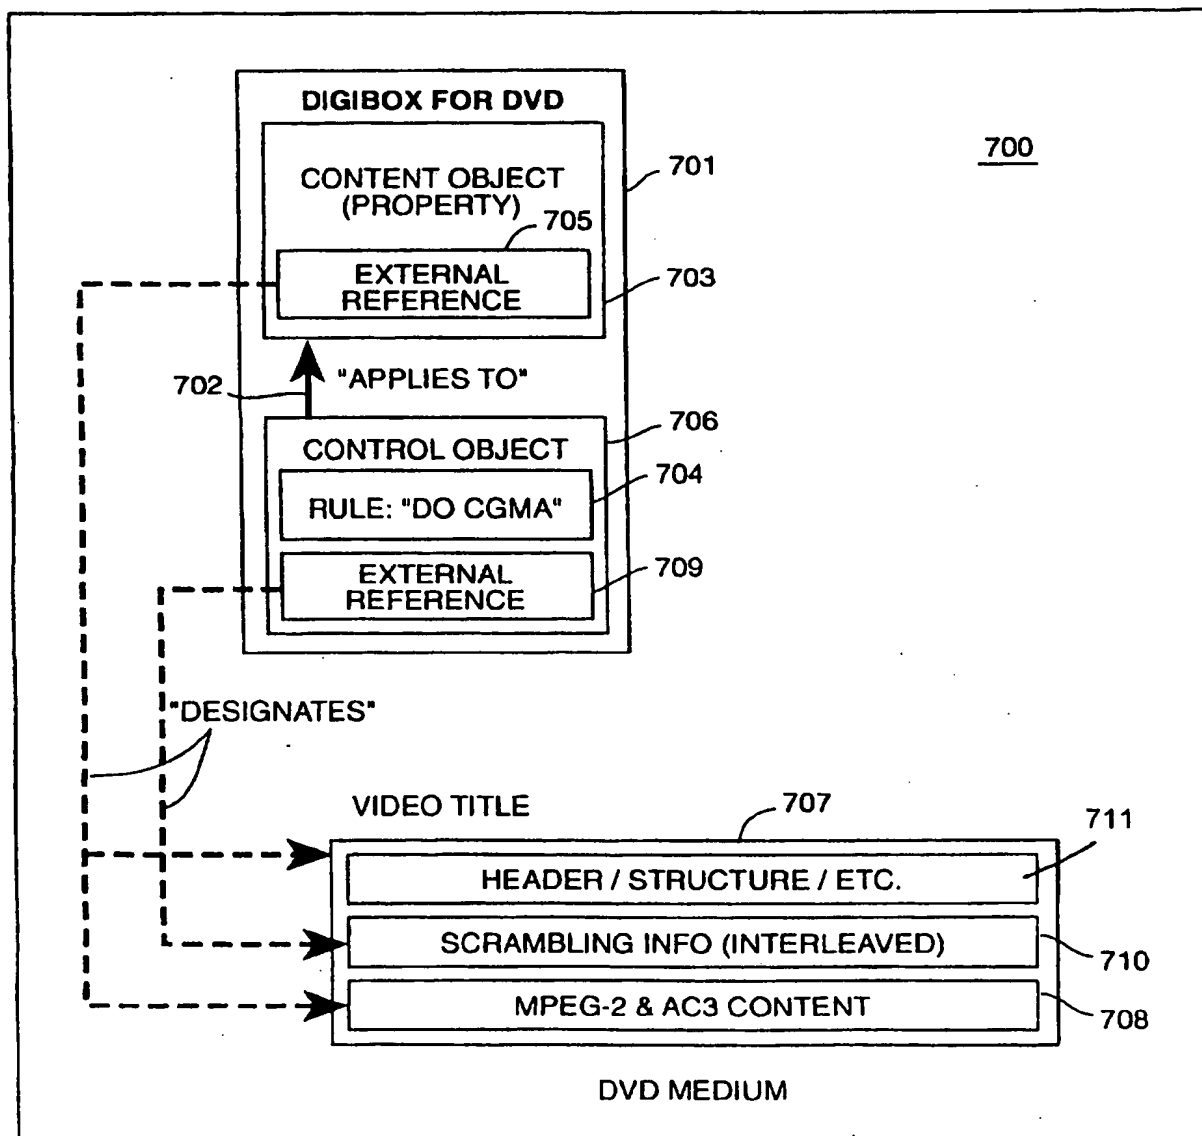 DIGIBOX FOR DVD
700
CONTENT OBJECT
(PROPERTY)
701
705
EXTERNAL
REFERENCE
703
702
"APPLIES TO"
706
CONTROL OBJECT
704
RULE: "DO CGMA"
709
EXTERNAL
REFERENCE
"DESIGNATES"
VIDEO TITLE
707
711
HEADER / STRUCTURE / ETC.
SCRAMBLING INFO (INTERLEAVED)
710
MPEG-2 & AC3 CONTENT
708
DVD MEDIUM